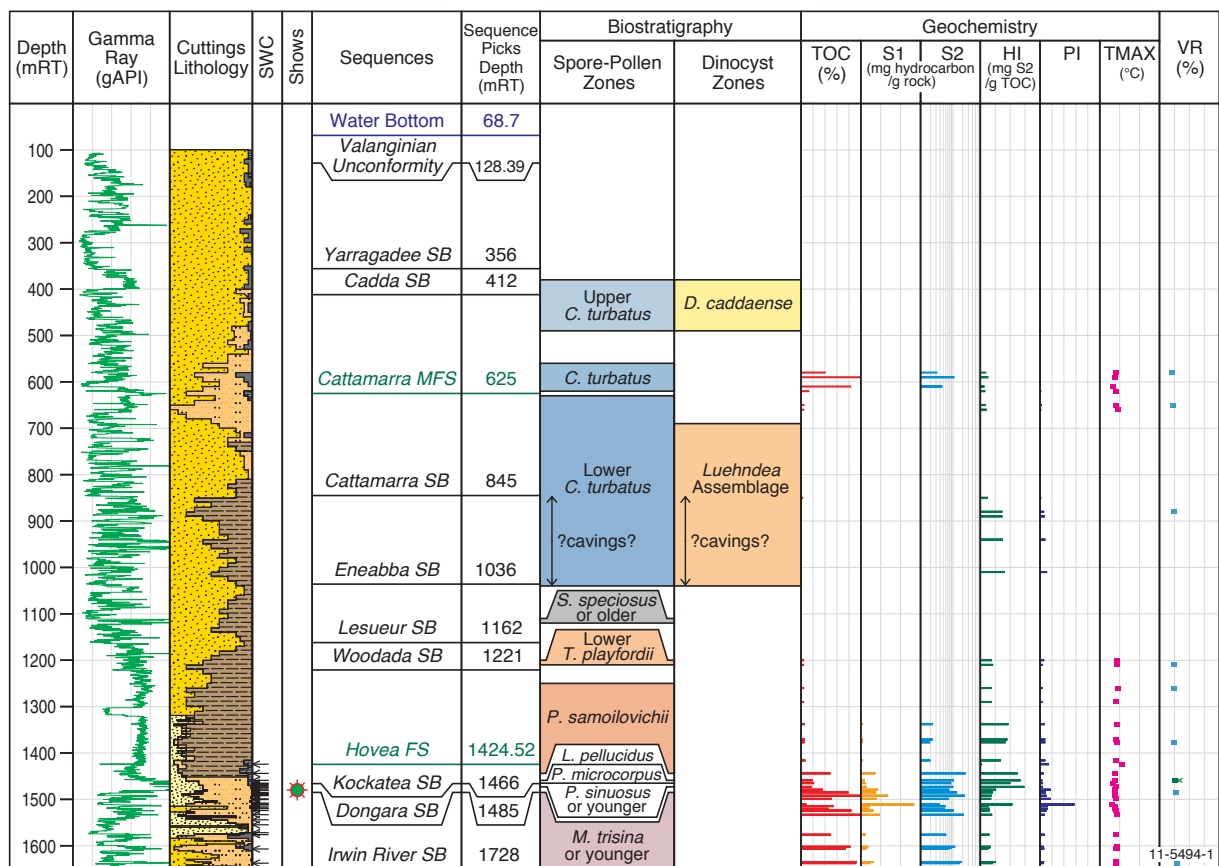 Depth
(mRT)
Gamma
Ray
(gAPI)
Cuttings
Lithology
SWC
Shows
Sequences
Sequence
Picks
Depth
(mRT)
Biostratigraphy
Spore-Pollen
Zones
Dinocyst
Zones
Geochemistry
TOC
(%)
S1 S2
(mg hydrocarbon
/g rock)
HI
(mg S2
/g TOC)
PI
TMAX
(°C)
VR
(%)
100
200
300
400
500
600
700
800
900
1000
1100
1200
1300
1400
1500
1600
Water Bottom 68.7
Valanginian
Unconformity 128.39
Yarragadee SB 356
Cadda SB 412
Cattamarra MFS 625
Cattamarra SB 845
Eneabba SB 1036
Lesueur SB 1162
Woodada SB 1221
Hovea FS 1424.52
Kockatea SB 1466
Dongara SB 1485
Irwin River SB 1728
Upper
C. turbatus
C. turbatus
Lower
C. turbatus
?cavings?
S. speciosus
or older
Lower
T. playfordii
P. samoilovichii
L. pellucidus
P. microcorpus
P. sinuosus
or younger
M. trisina
or younger
D. caddaense
Luehndea
Assemblage
?cavings?
11-5494-1